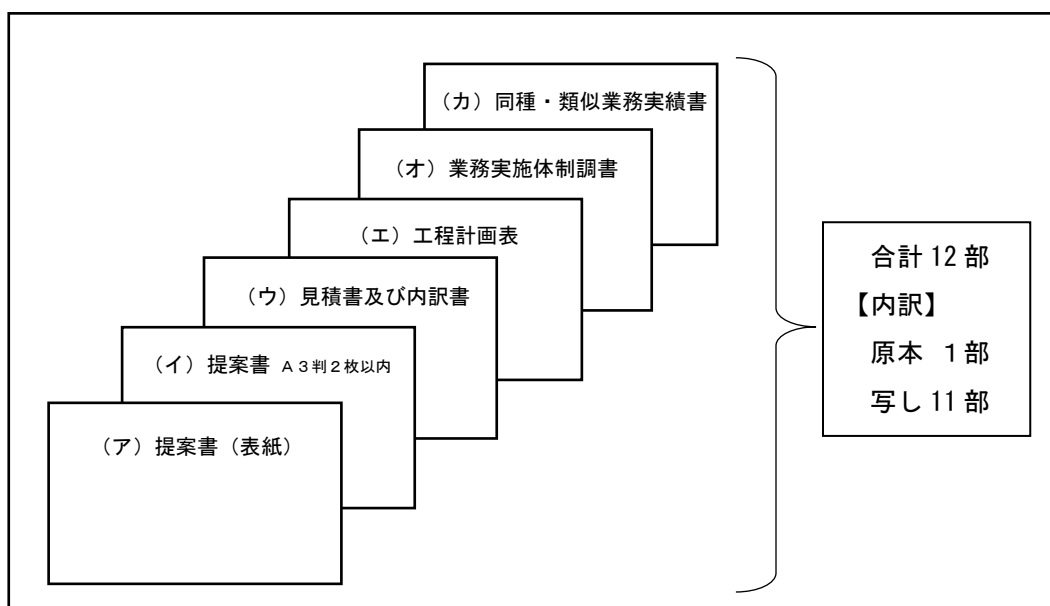 （カ）同種・類似業務実績書
（オ）業務実施体制調書
（エ）工程計画表
（ウ）見積書及び内訳書
（イ）提案書 Ａ３判２枚以内
（ア）提案書（表紙）
合計 12 部
【内訳】
原本 1 部
写し 11 部